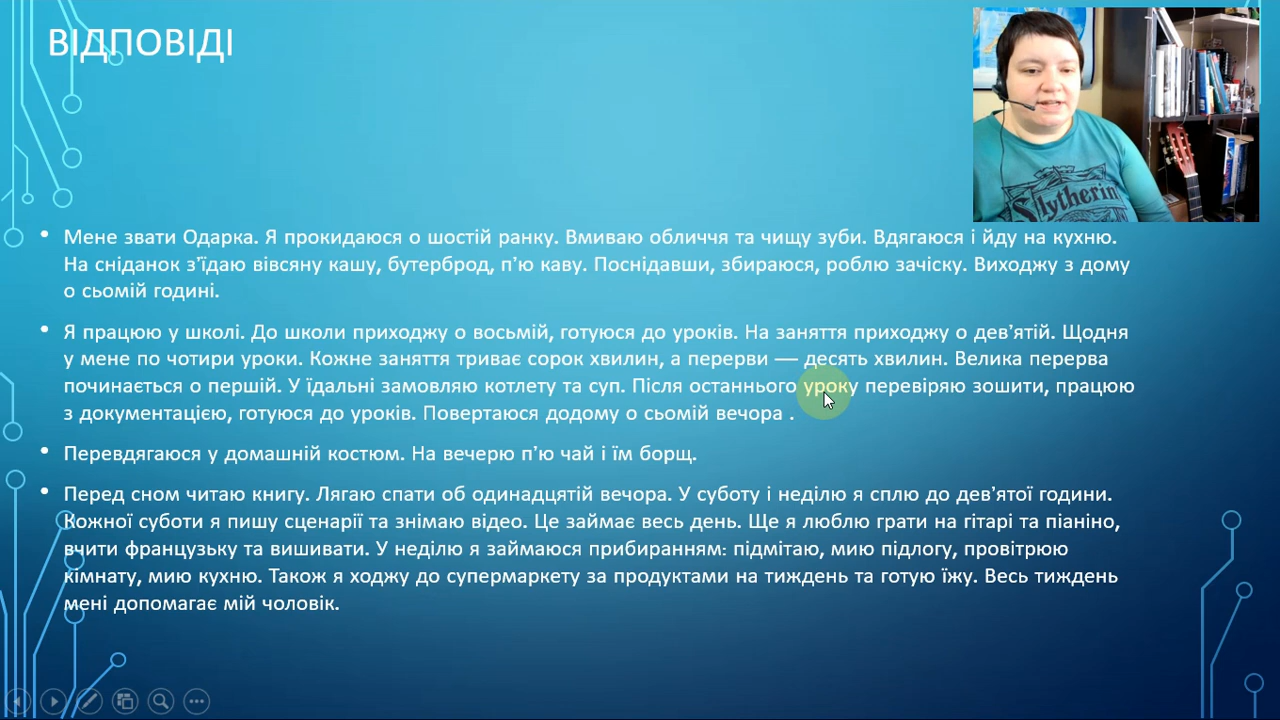 ВІДПОВІДІ
Slytherin
Мене звати Одарка. Я прокидаюся о шостій ранку. Вмиваю обличчя та чищу зуби. Вдягаюся і йду на кухню.
На сніданок з’їдаю вівсяну кашу, бутерброд, п’ю каву. Поснідавши, збираюся, роблю зачіску. Виходжу з дому
о сьомій годині.
Я працюю у школі. До школи приходжу о восьмій, готуюся до уроків. На заняття приходжу о дев’ятій. Щодня
у мене по чотири уроки. Кожне заняття триває сорок хвилин, а перерви — десять хвилин. Велика перерва
починається о першій. У їдальні замовляю котлету та суп. Після останнього уроку перевіряю зошити, працюю
з документацією, готуюся до уроків. Повертаюся додому о сьомій вечора .
Перевдягаюся у домашній костюм. На вечерю п’ю чай і їм борщ.
Перед сном читаю книгу. Лягаю спати об одинадцятій вечора. У суботу і неділю я сплю до дев’ятої години.
Кожної суботи я пишу сценарії та знімаю відео. Це займає весь день. Ще я люблю грати на гітарі та піаніно,
вчити французьку та вишивати. У неділю я займаюся прибиранням: підмітаю, мию підлогу, провітрюю
кімнату, мию кухню. Також я ходжу до супермаркету за продуктами на тиждень та готую їжу. Весь тиждень
мені допомагає мій чоловік.